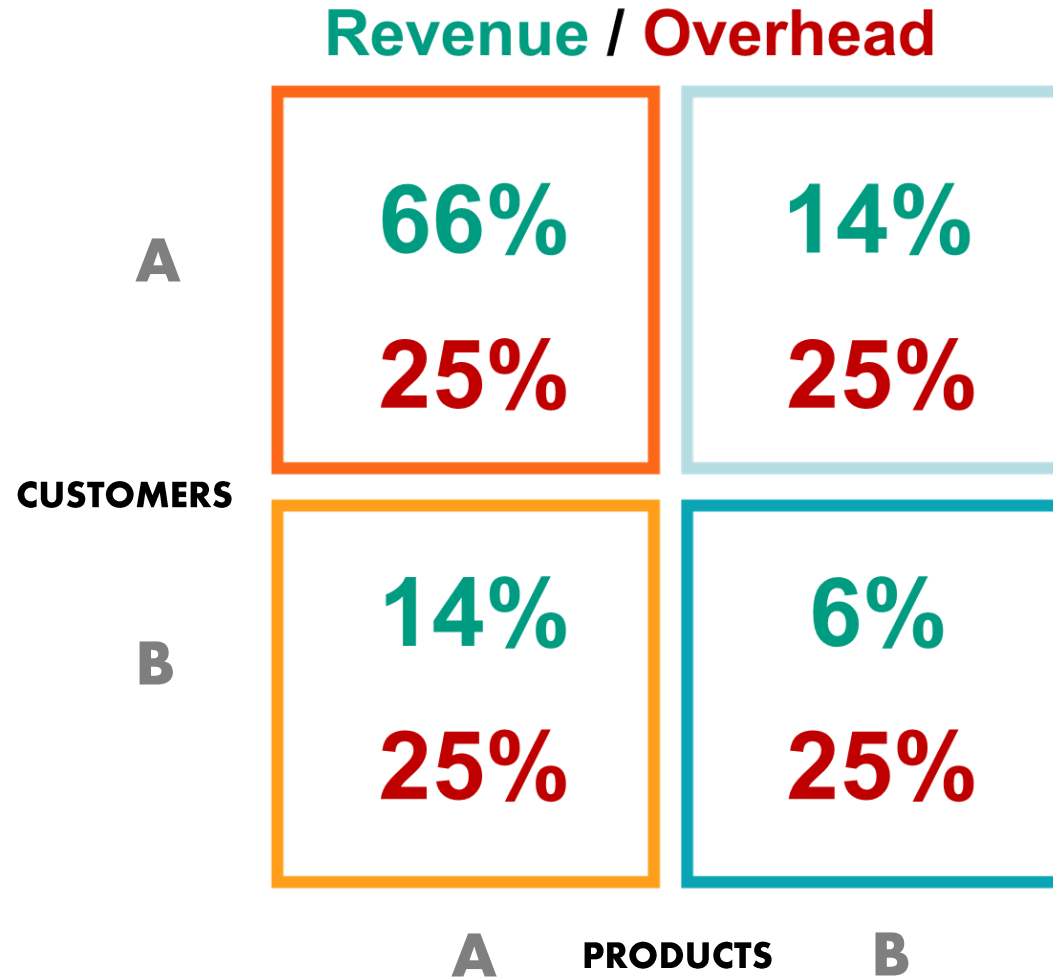 Revenue / Overhead
A
66%
14%
25%
25%
CUSTOMERS
B
14%
6%
25%
25%
A
PRODUCTS
B